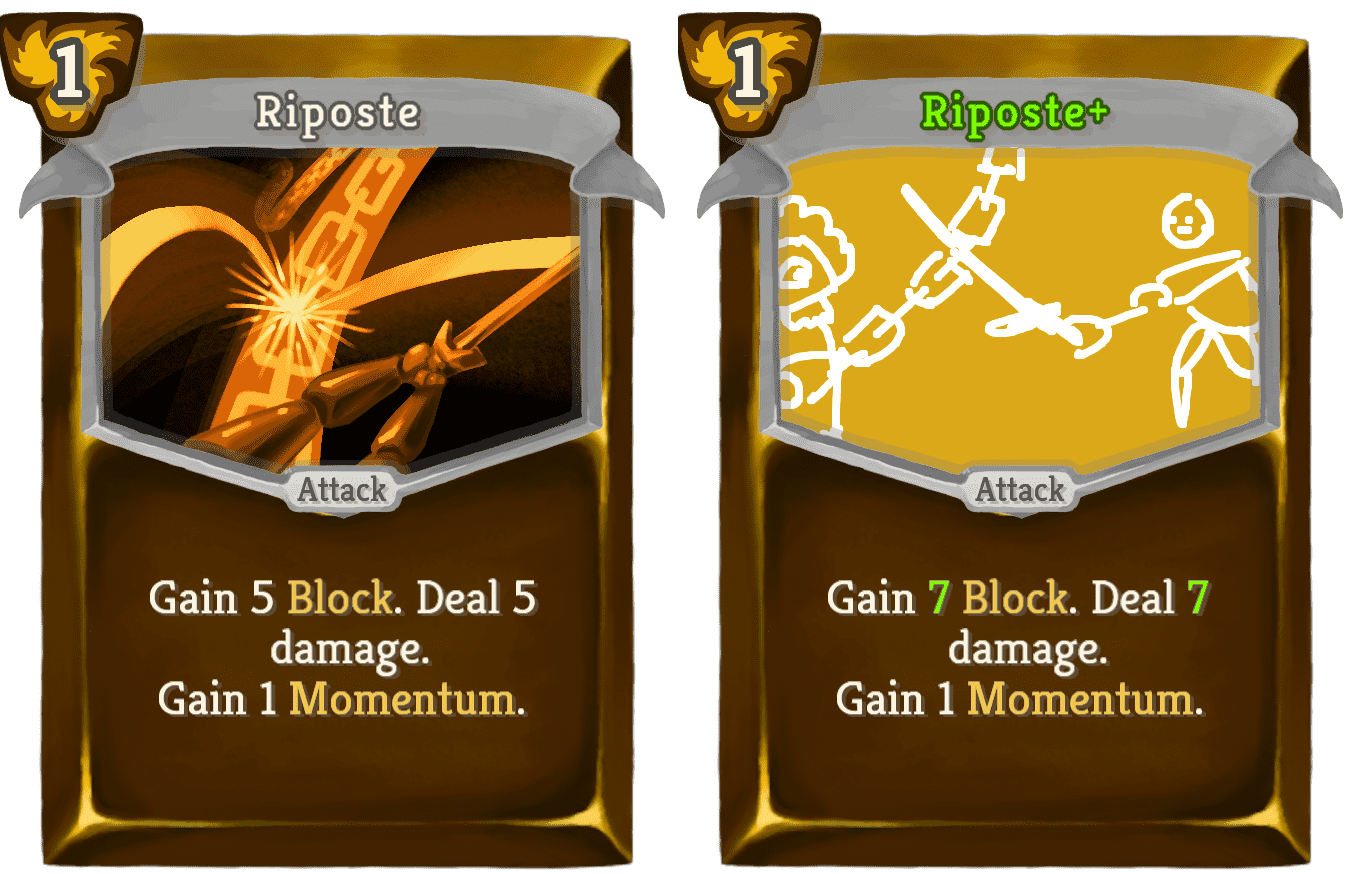 1
Riposte
Attack
Gain 5 Block. Deal 5
damage.
Gain 1 Momentum.
1
Riposte+
Attack
Gain 7 Block. Deal 7
damage.
Gain 1 Momentum.